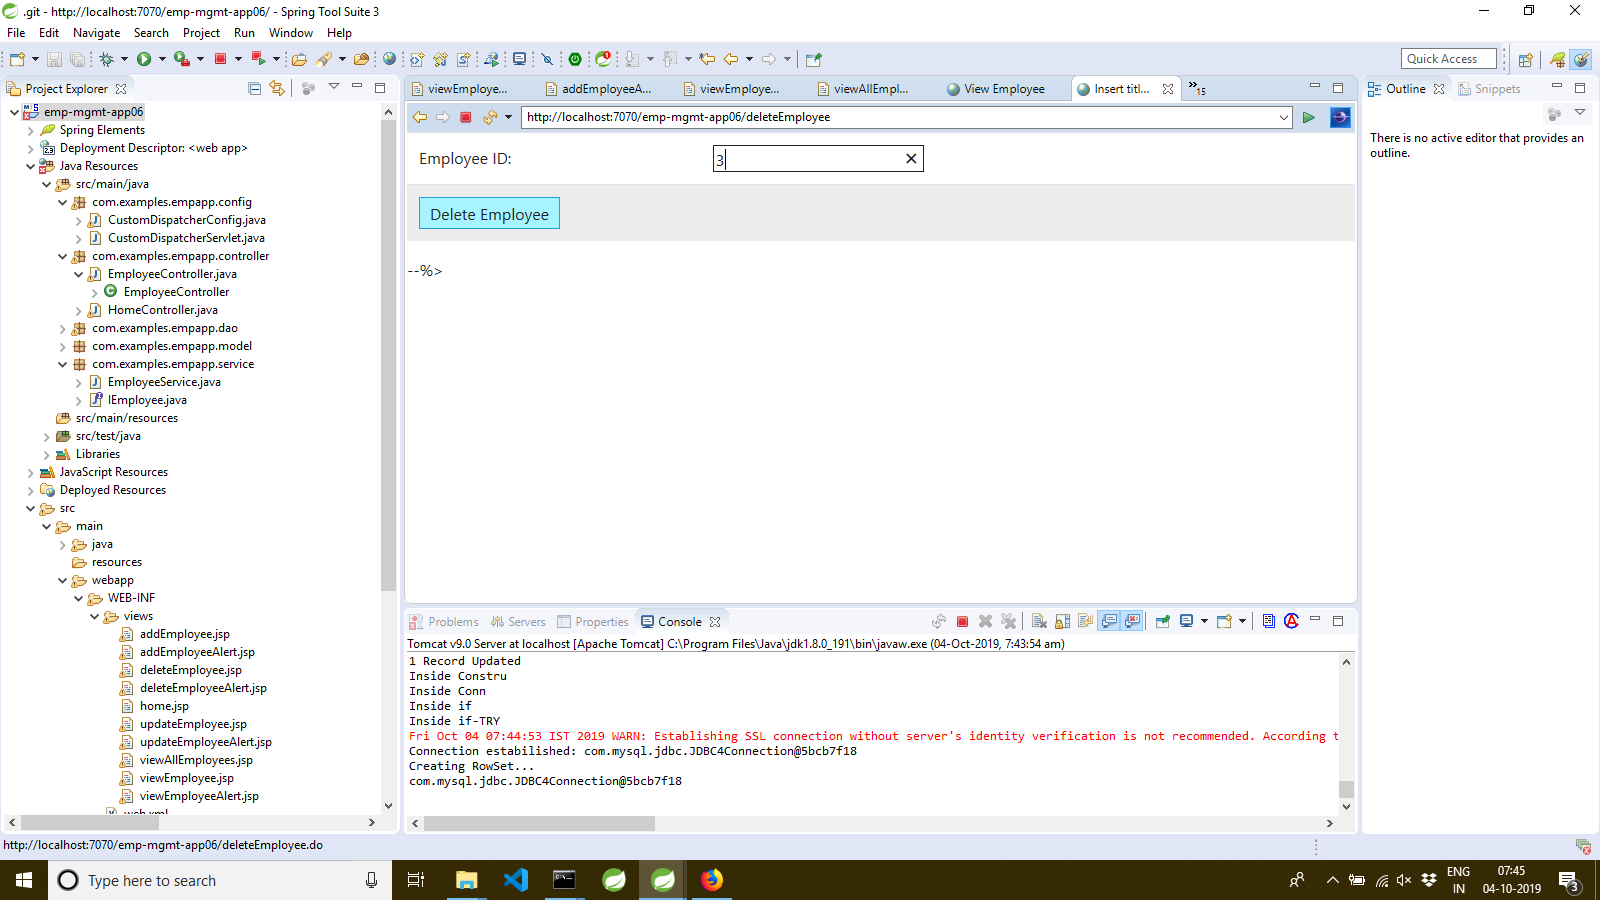 .git - http://localhost:7070/emp-mgmt-app06/ - Spring Tool Suite 3
File Edit Navigate Search Project Run Window Help
Quick Access
Project Explorer
emp-mgmt-app06
Spring Elements
Deployment Descriptor: <web app>
Java Resources
src/main/java
com.examples.empapp.config
CustomDispatcherConfig.java
CustomDispatcherServlet.java
com.examples.empapp.controller
EmployeeController.java
EmployeeController
HomeController.java
com.examples.empapp.dao
com.examples.empapp.model
com.examples.empapp.service
EmployeeService.java
IEmployee.java
src/main/resources
src/test/java
Libraries
JavaScript Resources
Deployed Resources
src
main
java
resources
webapp
WEB-INF
views
addEmployee.jsp
addEmployeeAlert.jsp
deleteEmployee.jsp
deleteEmployeeAlert.jsp
home.jsp
updateEmployee.jsp
updateEmployeeAlert.jsp
viewAllEmployees.jsp
viewEmployee.jsp
viewEmployeeAlert.jsp
web.xml
viewEmploye... addEmployeeA... viewEmploye... viewAllEmpl... View Employee Insert titl... »15
http://localhost:7070/emp-mgmt-app06/deleteEmployee
Employee ID: 3
Delete Employee
--%>
Outline Snippets
There is no active editor that provides an
outline.
Problems Servers Properties Console
Tomcat v9.0 Server at localhost [Apache Tomcat] C:\Program Files\Java\jdk1.8.0_191\bin\javaw.exe (04-Oct-2019, 7:43:54 am)
1 Record Updated
Inside Constru
Inside Conn
Inside if
Inside if-TRY
Fri Oct 04 07:44:53 IST 2019 WARN: Establishing SSL connection without server's identity verification is not recommended. According t
Connection estabilished: com.mysql.jdbc.JDBC4Connection@5bcb7f18
Creating RowSet...
com.mysql.jdbc.JDBC4Connection@5bcb7f18
http://localhost:7070/emp-mgmt-app06/deleteEmployee.do
Type here to search
ENG
IN
07:45
04-10-2019
3